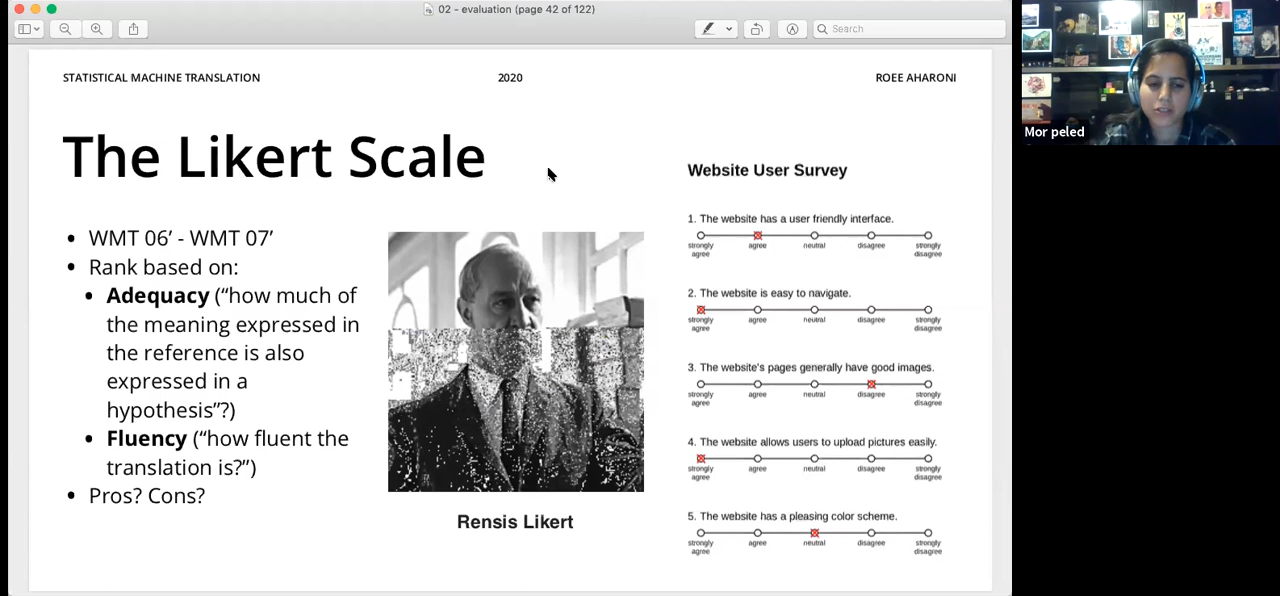 02 - evaluation (page 42 of 122)
Search
STATISTICAL MACHINE TRANSLATION
2020
ROEE AHARONI
The Likert Scale
• WMT 06’ - WMT 07’
• Rank based on:
• Adequacy (“how much of
the meaning expressed in
the reference is also
expressed in a
hypothesis”?)
• Fluency (“how fluent the
translation is?”)
• Pros? Cons?
Rensis Likert
Website User Survey
1. The website has a user friendly interface.
strongly agree agree neutral disagree strongly disagree
2. The website is easy to navigate.
strongly agree agree neutral disagree strongly disagree
3. The website's pages generally have good images.
strongly agree agree neutral disagree strongly disagree
4. The website allows users to upload pictures easily.
strongly agree agree neutral disagree strongly disagree
5. The website has a pleasing color scheme.
strongly agree agree neutral disagree strongly disagree
Mor peled